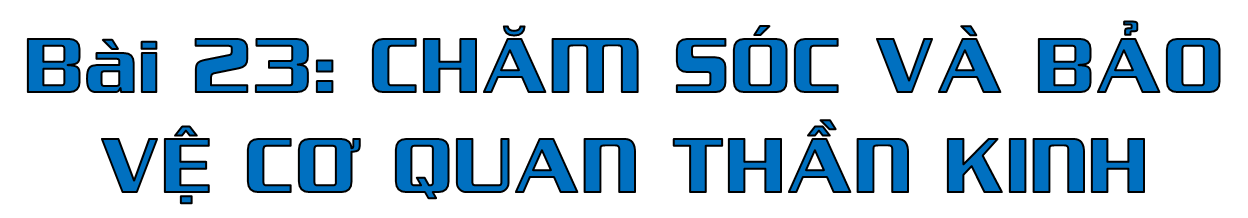 Bài 23: CHĂM SÓC VÀ BẢO
VỆ CƠ QUAN THẦN KINH